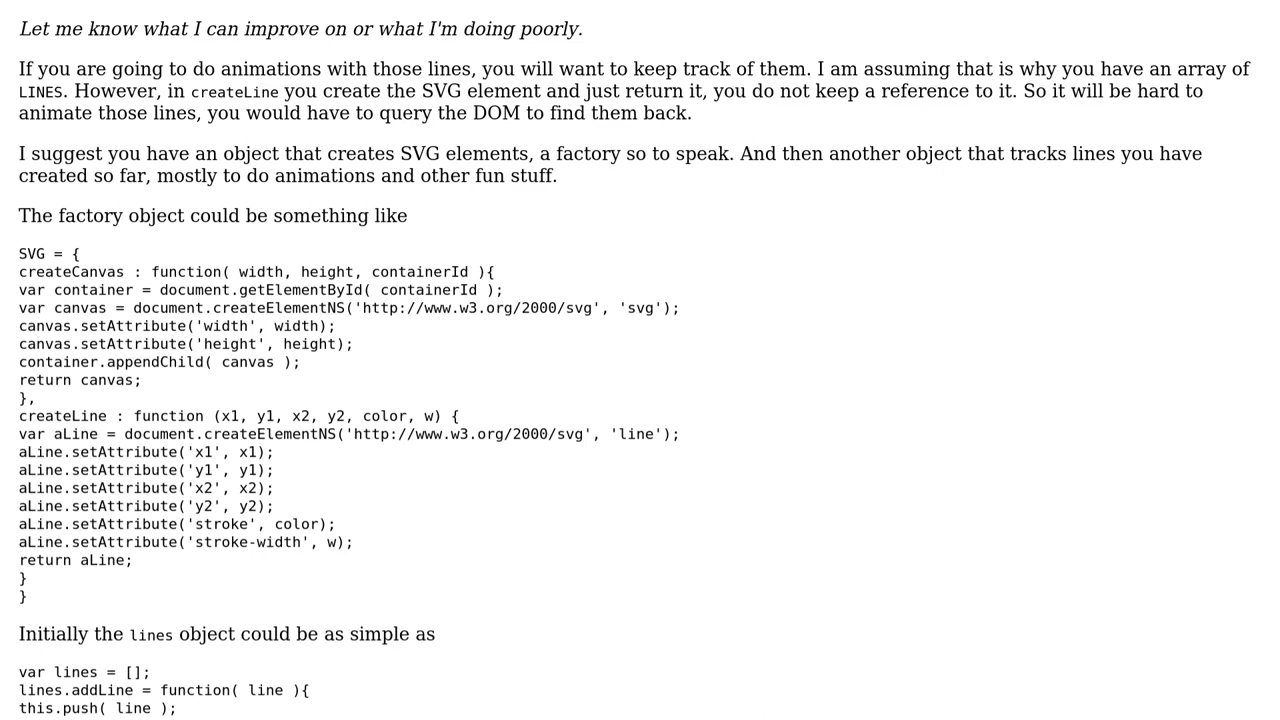 Let me know what I can improve on or what I'm doing poorly.
If you are going to do animations with those lines, you will want to keep track of them. I am assuming that is why you have an array of
LINES. However, in createLine you create the SVG element and just return it, you do not keep a reference to it. So it will be hard to
animate those lines, you would have to query the DOM to find them back.
I suggest you have an object that creates SVG elements, a factory so to speak. And then another object that tracks lines you have
created so far, mostly to do animations and other fun stuff.
The factory object could be something like
SVG = {
createCanvas : function( width, height, containerId ){
var container = document.getElementById( containerId );
var canvas = document.createElementNS('http://www.w3.org/2000/svg', 'svg');
canvas.setAttribute('width', width);
canvas.setAttribute('height', height);
container.appendChild( canvas );
return canvas;
},
createLine : function (x1, y1, x2, y2, color, w) {
var aLine = document.createElementNS('http://www.w3.org/2000/svg', 'line');
aLine.setAttribute('x1', x1);
aLine.setAttribute('y1', y1);
aLine.setAttribute('x2', x2);
aLine.setAttribute('y2', y2);
aLine.setAttribute('stroke', color);
aLine.setAttribute('stroke-width', w);
return aLine;
}
}
Initially the lines object could be as simple as
var lines = [];
lines.addLine = function( line ){
this.push( line );